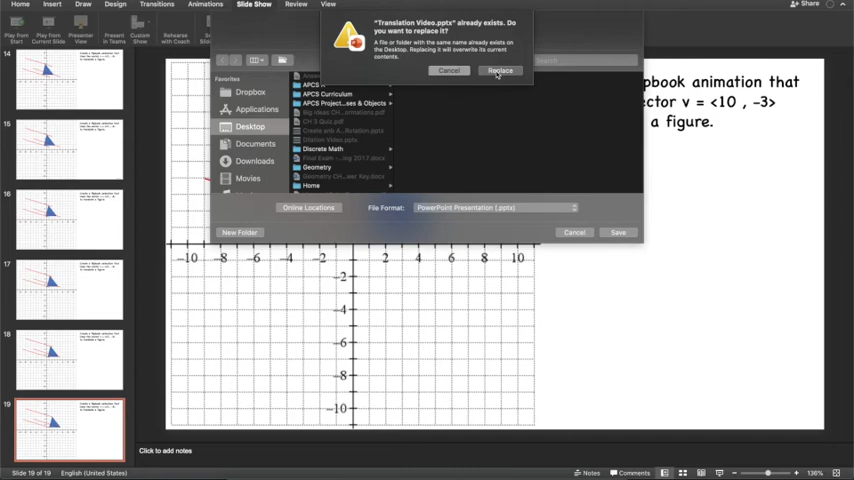 Home Insert Draw Design Transitions Animations Slide Show Review View Share
Play from Start
Play from Current Slide
Presenter View
Custom Show
Rehearse with Coach
Present in Teams
"Translation Video.pptx" already exists. Do
you want to replace it?
A file or folder with the same name already exists on
the Desktop. Replacing it will overwrite its current
contents.
Cancel Replace
Search
Favorites
Dropbox
Applications
Desktop
Documents
Downloads
Movies
APCS Curriculum
APCS Project...ses & Objects
Big Ideas CH...ormations.pdf
CH 3 Quiz.pdf
Create anb A...Rotation.pptx
Dilation Video.pptx
Discrete Math
Final Exam -...ing 2017.docx
Geometry
Geometry CH...wer Key.docx
Home
Online Locations File Format: PowerPoint Presentation (.pptx)
New Folder Cancel Save
pbook animation that
ector v = <10 , -3>
a figure.
14
15
16
17
18
19
−10 −8 −6 −4 −2 2 4 6 8 10
−2
−4
−6
−8
−10
Click to add notes
Slide 19 of 19 English (United States) Notes Comments 136%